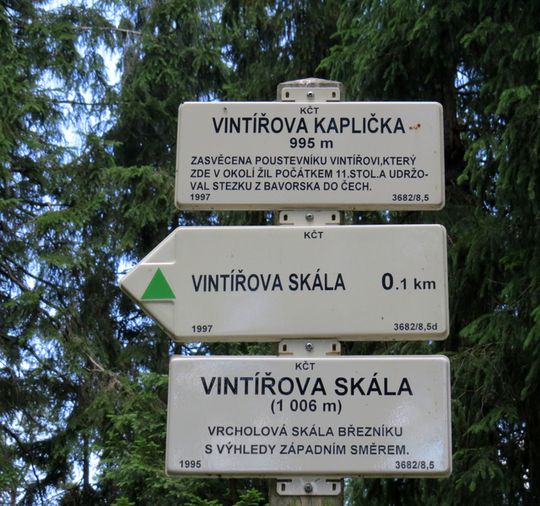 KČT
VINTÍŘOVA KAPLIČKA
995 m
ZASVĚCENA POUSTEVNÍKU VINTÍŘOVI,KTERÝ
ZDE V OKOLÍ ŽIL POČÁTKEM 11.STOL.A UDRŽO-
VAL STEZKU Z BAVORSKA DO ČECH.
1997 3682/8,5
KČT
VINTÍŘOVA SKÁLA 0.1 km
1997 3682/8,5d
KČT
VINTÍŘOVA SKÁLA
(1 006 m)
VRCHOLOVÁ SKÁLA BŘEZNÍKU
S VÝHLEDY ZÁPADNÍM SMĚREM.
1995 3682/8,5